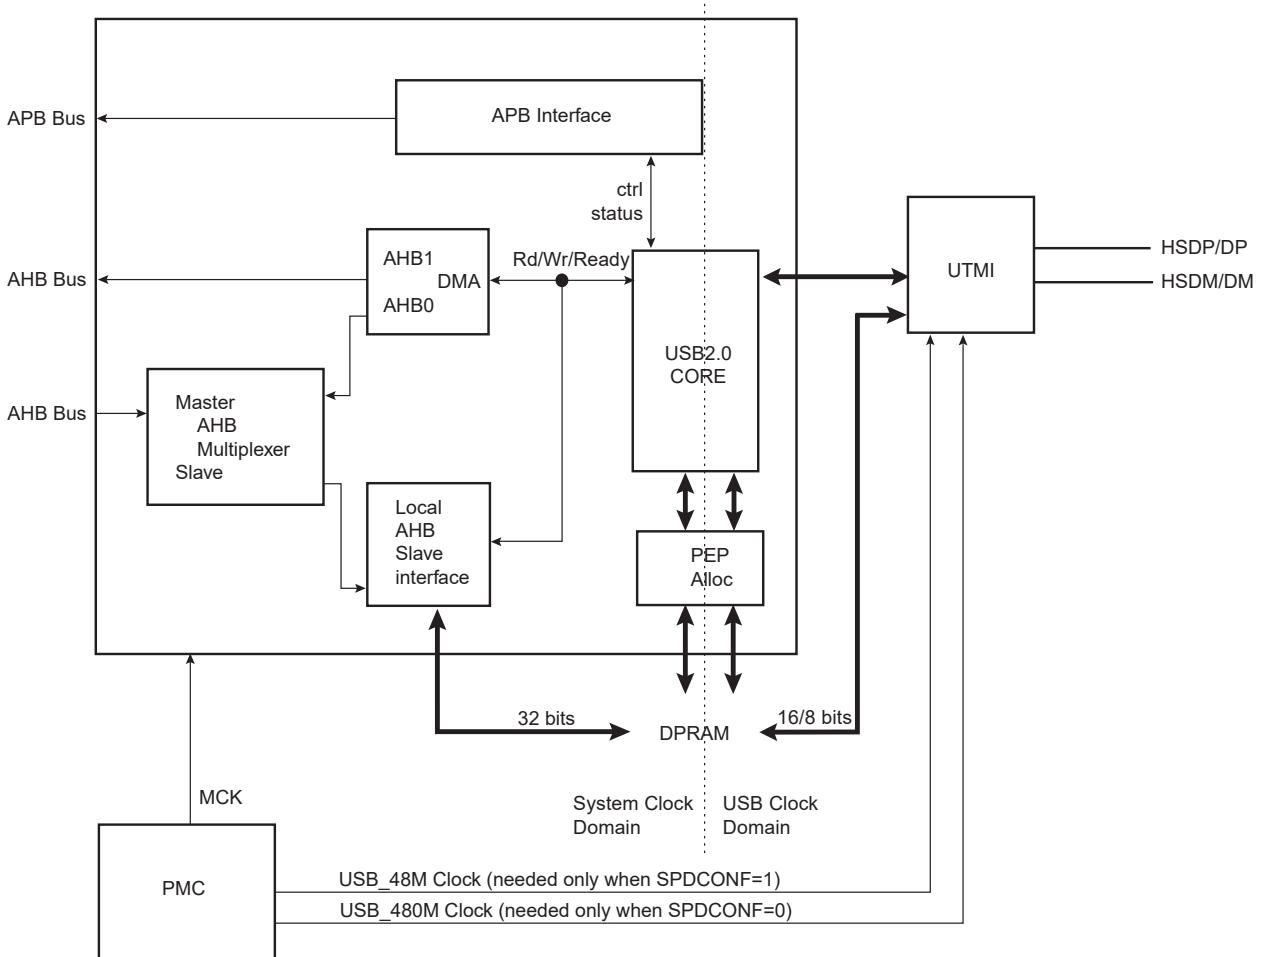 APB Bus
APB Interface
ctrl
status
AHB Bus
AHB1
DMA
AHB0
Rd/Wr/Ready
USB2.0
CORE
UTMI
HSDP/DP
HSDM/DM
AHB Bus
Master
AHB
Multiplexer
Slave
Local
AHB
Slave
interface
PEP
Alloc
32 bits
DPRAM
16/8 bits
MCK
System Clock
Domain
USB Clock
Domain
PMC
USB_48M Clock (needed only when SPDCONF=1)
USB_480M Clock (needed only when SPDCONF=0)